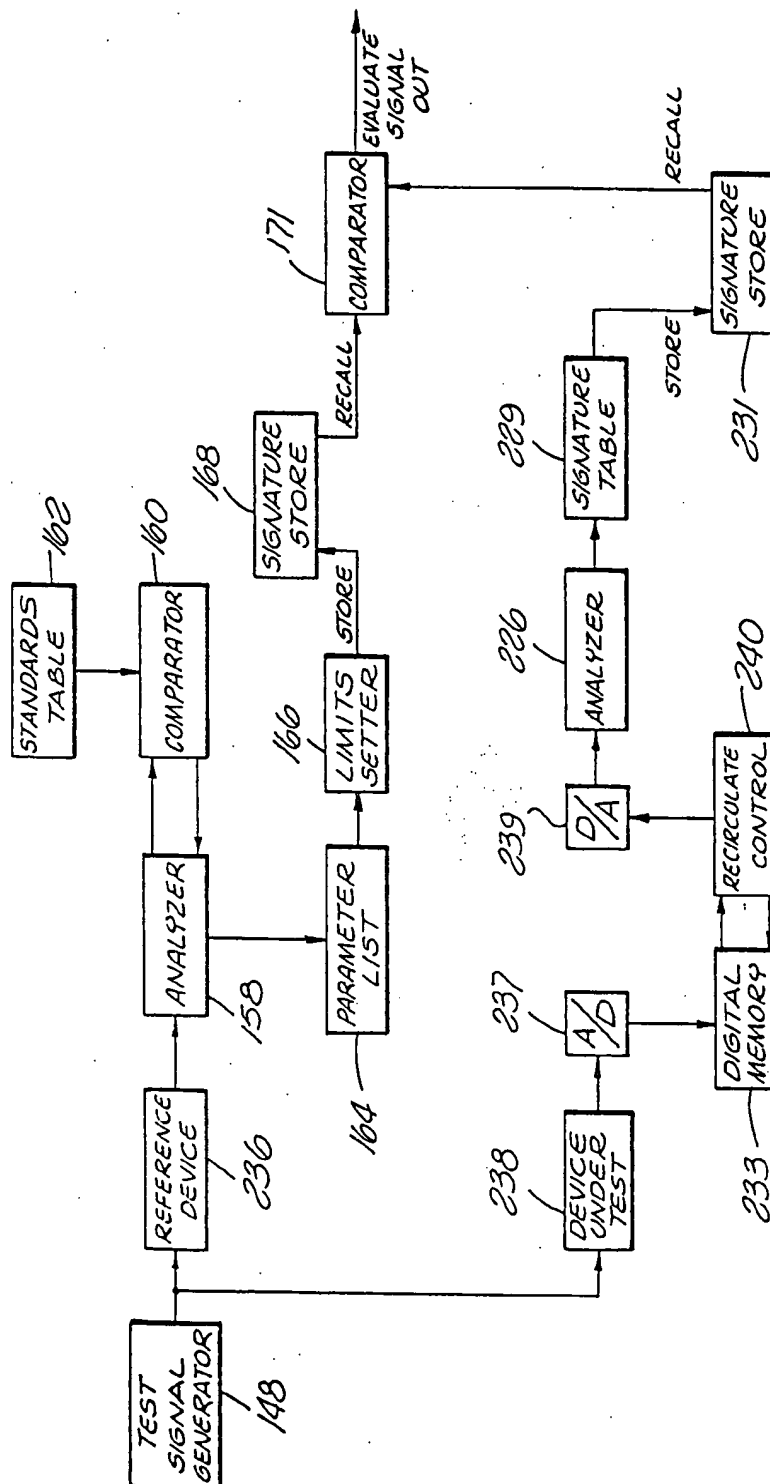 STANDARDS
TABLE
162
COMPARATOR
160
ANALYZER
158
REFERENCE
DEVICE
236
TEST
SIGNAL
GENERATOR
148
PARAMETER
LIST
164
LIMITS
SETTER
166
STORE
SIGNATURE
STORE
168
RECALL
COMPARATOR
171
EVALUATE
SIGNAL
OUT
DEVICE
UNDER
TEST
238
A/D
237
DIGITAL
MEMORY
233
RECIRCULATE
CONTROL
240
D/A
239
ANALYZER
226
SIGNATURE
TABLE
229
STORE
SIGNATURE
STORE
231
RECALL